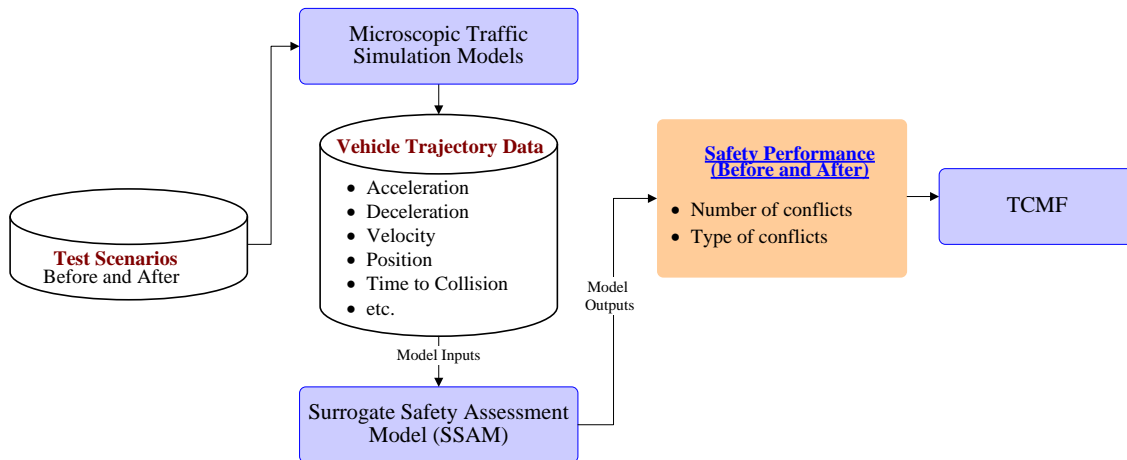 Microscopic Traffic
Simulation Models
Vehicle Trajectory Data
• Acceleration
• Deceleration
• Velocity
• Position
• Time to Collision
• etc.
Test Scenarios
Before and After
Model Inputs
Surrogate Safety Assessment
Model (SSAM)
Model
Outputs
Safety Performance
(Before and After)
• Number of conflicts
• Type of conflicts
TCMF